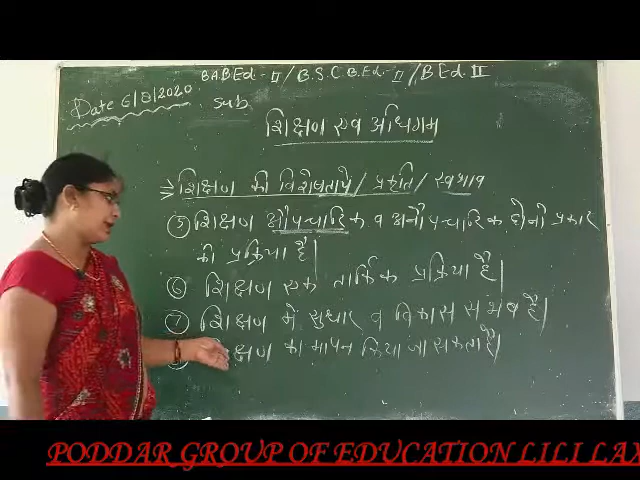 BABEd.-II / B.S.C.B.Ed.-II / B.Ed. II
Date 6/8/2020
Sub.
शिक्षण एव अधिगम
⇒ शिक्षण की विशेषतायें / प्रकृति / स्वभाव
⑤ शिक्षण औपचारिक व अनौपचारिक दोनो प्रकार
की प्रक्रिया है।
⑥ शिक्षण एक तार्किक प्रक्रिया है।
⑦ शिक्षण में सुधार व विकास संभव है।
शिक्षण का मापन किया जा सकता है।
PODDAR GROUP OF EDUCATION LILI LAX